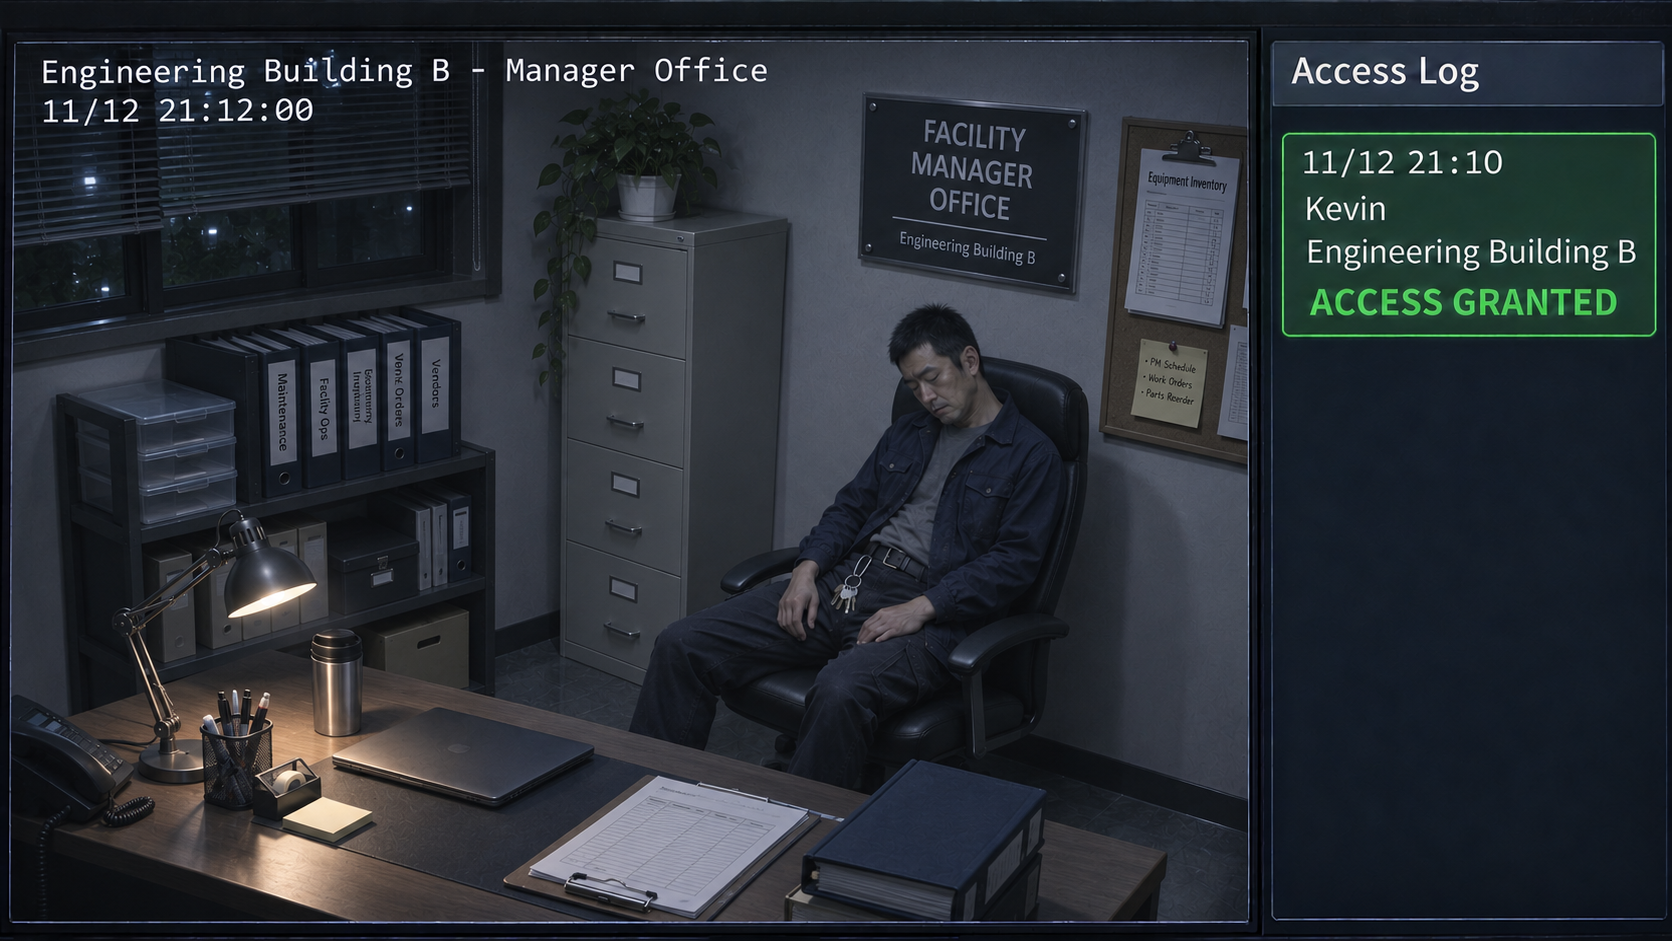 Engineering Building B - Manager Office
11/12 21:12:00
FACILITY
MANAGER
OFFICE
Engineering Building B
Equipment Inventory
• PM Schedule
• Work Orders
• Parts Reorder
Maintenance
Facility Ops
Vendors
Access Log
11/12 21:10
Kevin
Engineering Building B
ACCESS GRANTED